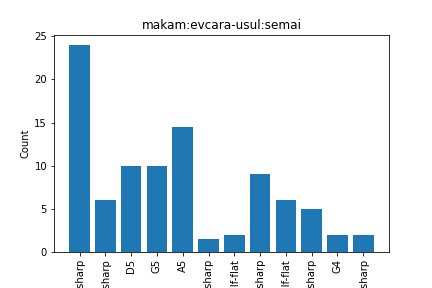 makam:evcara-usul:semai
25
20
15
10
5
0
Count
sharp
sharp
D5
G5
A5
sharp
lf-flat
sharp
lf-flat
sharp
G4
sharp